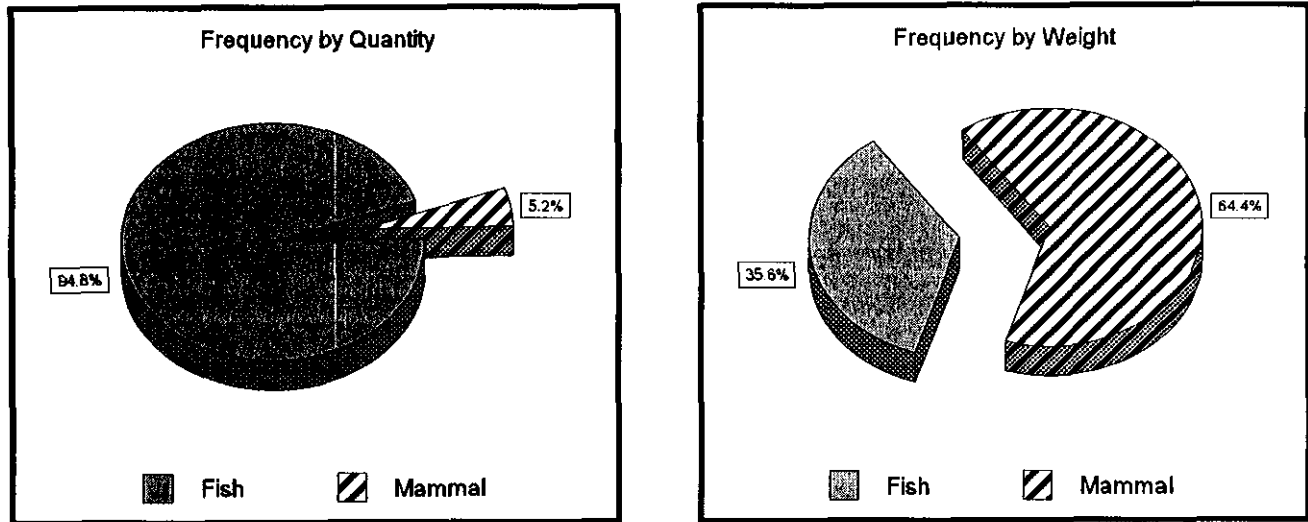 Frequency by Quantity
5.2%
94.8%
Fish
Mammal
Frequency by Weight
64.4%
35.6%
Fish
Mammal